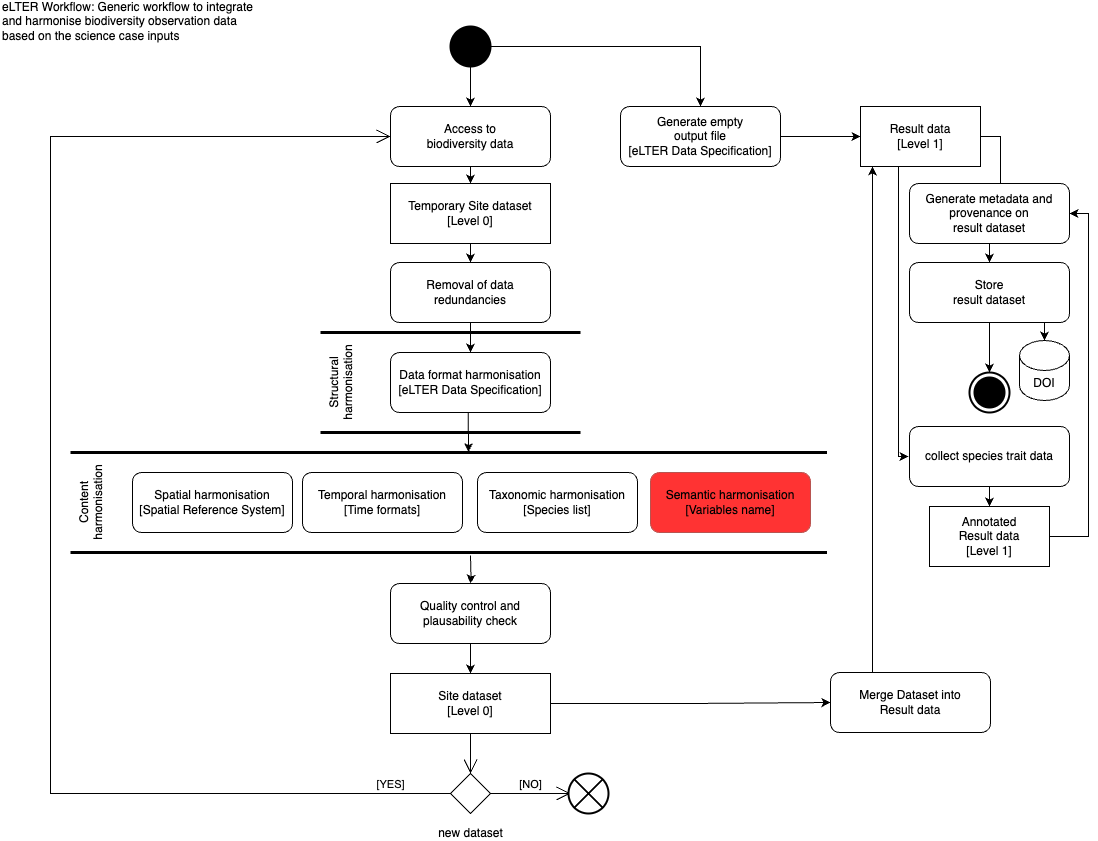 eLTER Workflow: Generic workflow to integrate
and harmonise biodiversity observation data
based on the science case inputs
Access to
biodiversity data
Generate empty
output file
[eLTER Data Specification]
Result data
[Level 1]
Temporary Site dataset
[Level 0]
Generate metadata and
provenance on
result dataset
Removal of data
redundancies
Store
result dataset
Structural
harmonisation
Data format harmonisation
[eLTER Data Specification]
DOI
collect species trait data
Content
harmonisation
Spatial harmonisation
[Spatial Reference System]
Temporal harmonisation
[Time formats]
Taxonomic harmonisation
[Species list]
Semantic harmonisation
[Variables name]
Annotated
Result data
[Level 1]
Quality control and
plausability check
Site dataset
[Level 0]
Merge Dataset into
Result data
[YES]
[NO]
new dataset